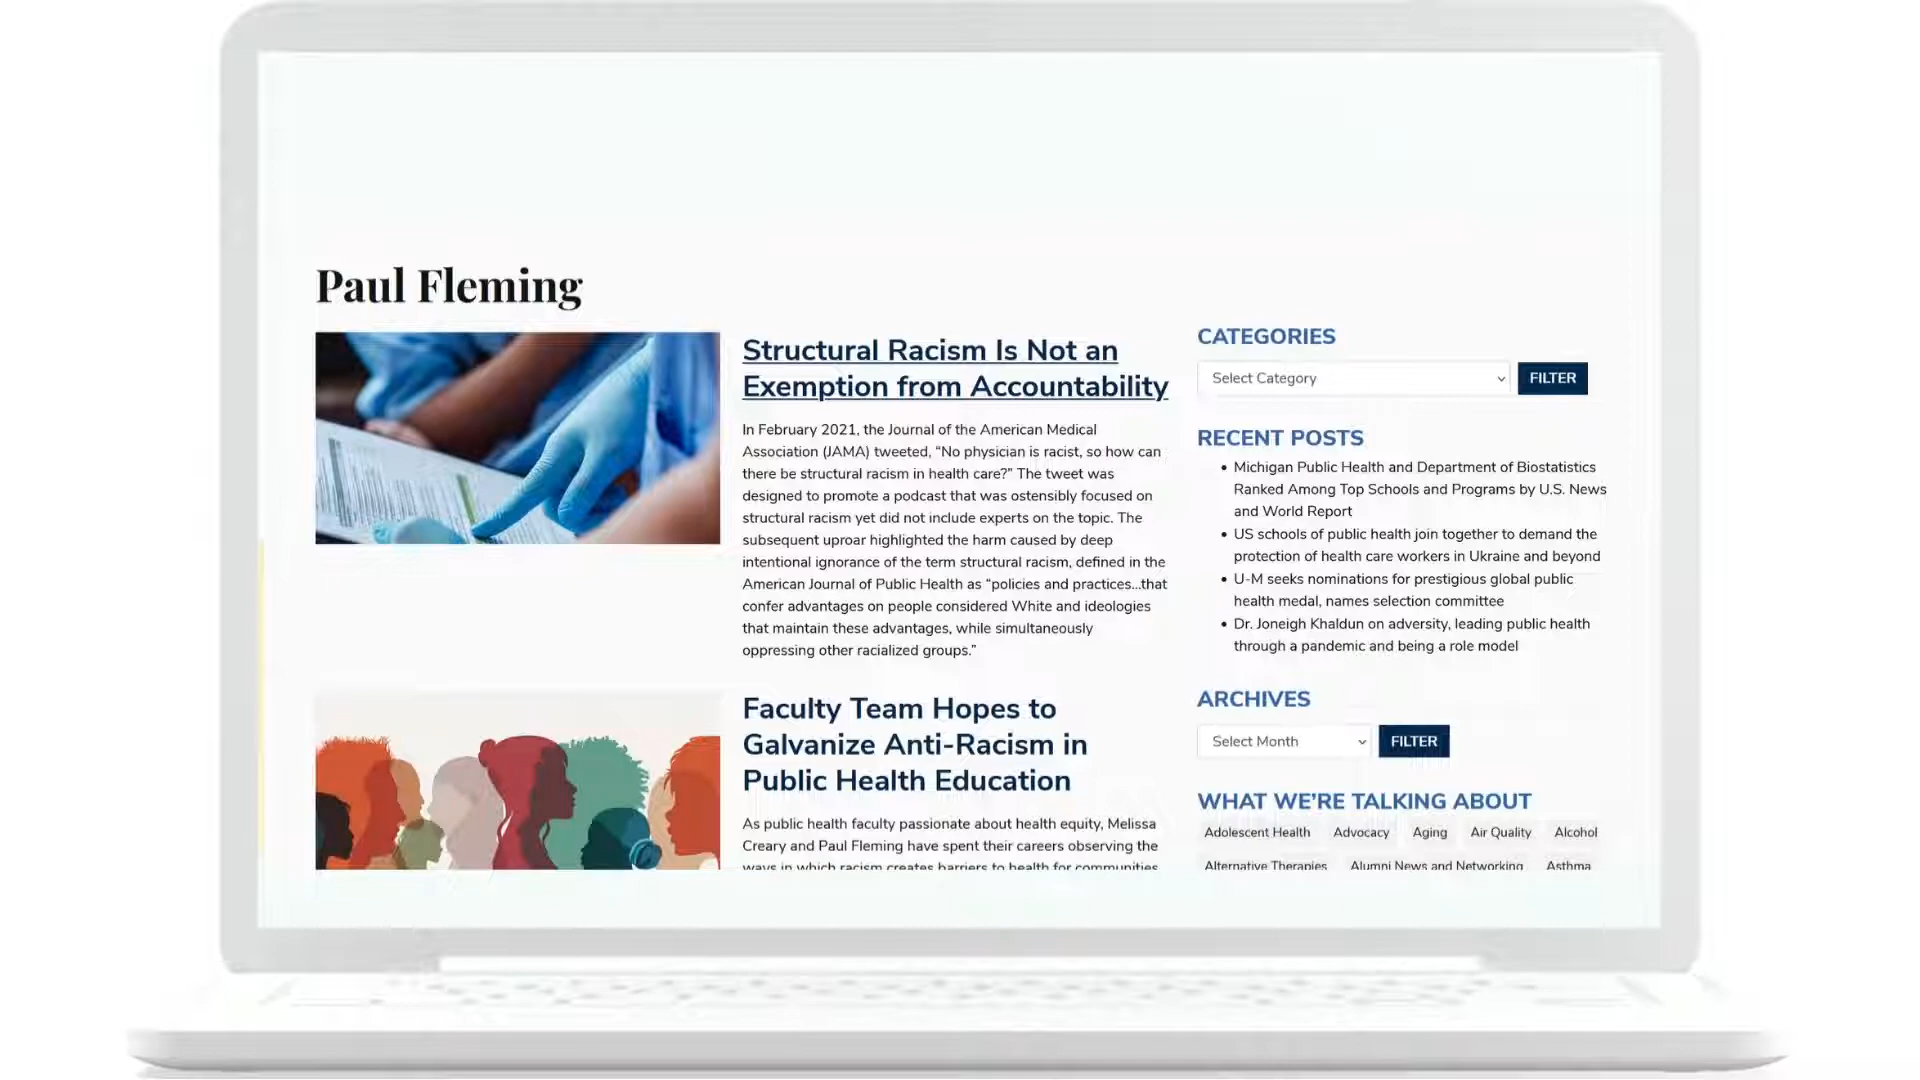 Paul Fleming
Structural Racism Is Not an
Exemption from Accountability
In February 2021, the Journal of the American Medical
Association (JAMA) tweeted, “No physician is racist, so how can
there be structural racism in health care?” The tweet was
designed to promote a podcast that was ostensibly focused on
structural racism yet did not include experts on the topic. The
subsequent uproar highlighted the harm caused by deep
intentional ignorance of the term structural racism, defined in the
American Journal of Public Health as “policies and practices...that
confer advantages on people considered White and ideologies
that maintain these advantages, while simultaneously
oppressing other racialized groups.”
Faculty Team Hopes to
Galvanize Anti-Racism in
Public Health Education
As public health faculty passionate about health equity, Melissa
Creary and Paul Fleming have spent their careers observing the
ways in which racism creates barriers to health for communities
CATEGORIES
Select Category
FILTER
RECENT POSTS
• Michigan Public Health and Department of Biostatistics
Ranked Among Top Schools and Programs by U.S. News
and World Report
• US schools of public health join together to demand the
protection of health care workers in Ukraine and beyond
• U-M seeks nominations for prestigious global public
health medal, names selection committee
• Dr. Joneigh Khaldun on adversity, leading public health
through a pandemic and being a role model
ARCHIVES
Select Month
FILTER
WHAT WE’RE TALKING ABOUT
Adolescent Health Advocacy Aging Air Quality Alcohol
Alternative Therapies Alumni News and Networking Asthma